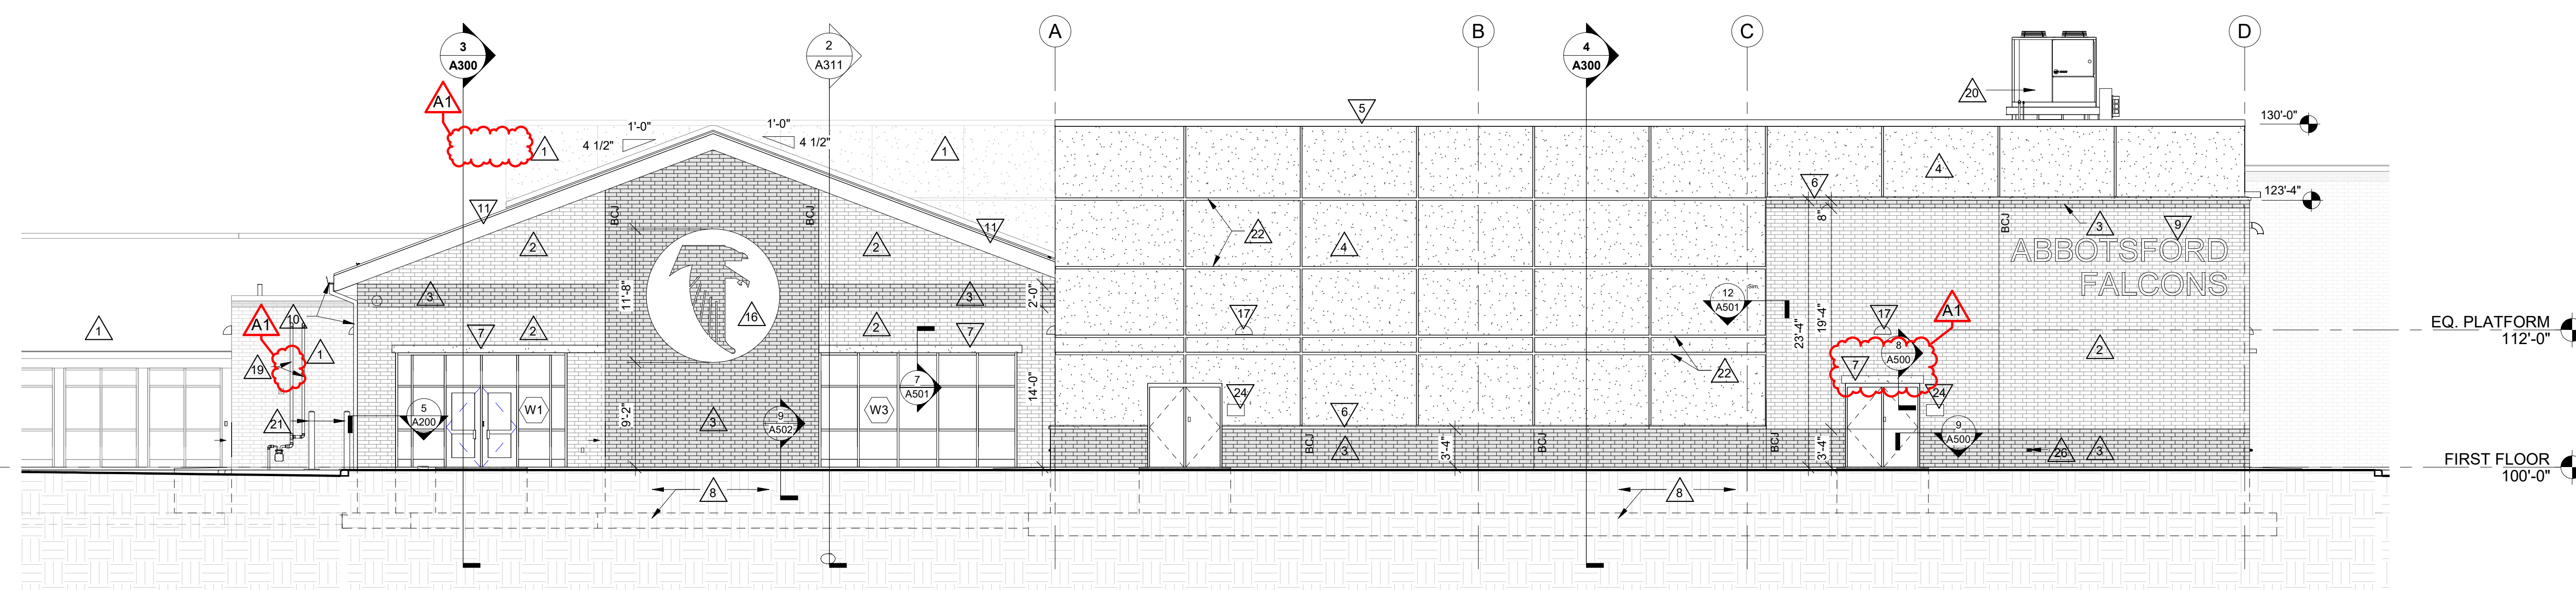 3
A300
2
A311
A
B
4
A300
C
D
A1
20
5
130'-0"
1'-0"
1'-0"
4 1/2"
4 1/2"
1
1
4
6
123'-4"
11
11
BCJ
BCJ
8"
BCJ
3
9
22
2
2
4
ABBOTSFORD
FALCONS
3
11'-8"
3
2'-0"
12
A501
Sim.
A1
10
16
17
23'-4"
19'-4"
17
A1
EQ. PLATFORM
112'-0"
1
1
7
2
2
7
2
8
A500
19
22
7
7
A501
14'-0"
24
24
W1
W3
21
5
A200
9'-2"
3
9
A502
6
BCJ
3
3'-4"
BCJ
BCJ
3'-4"
9
A500
26
3
FIRST FLOOR
100'-0"
8
8